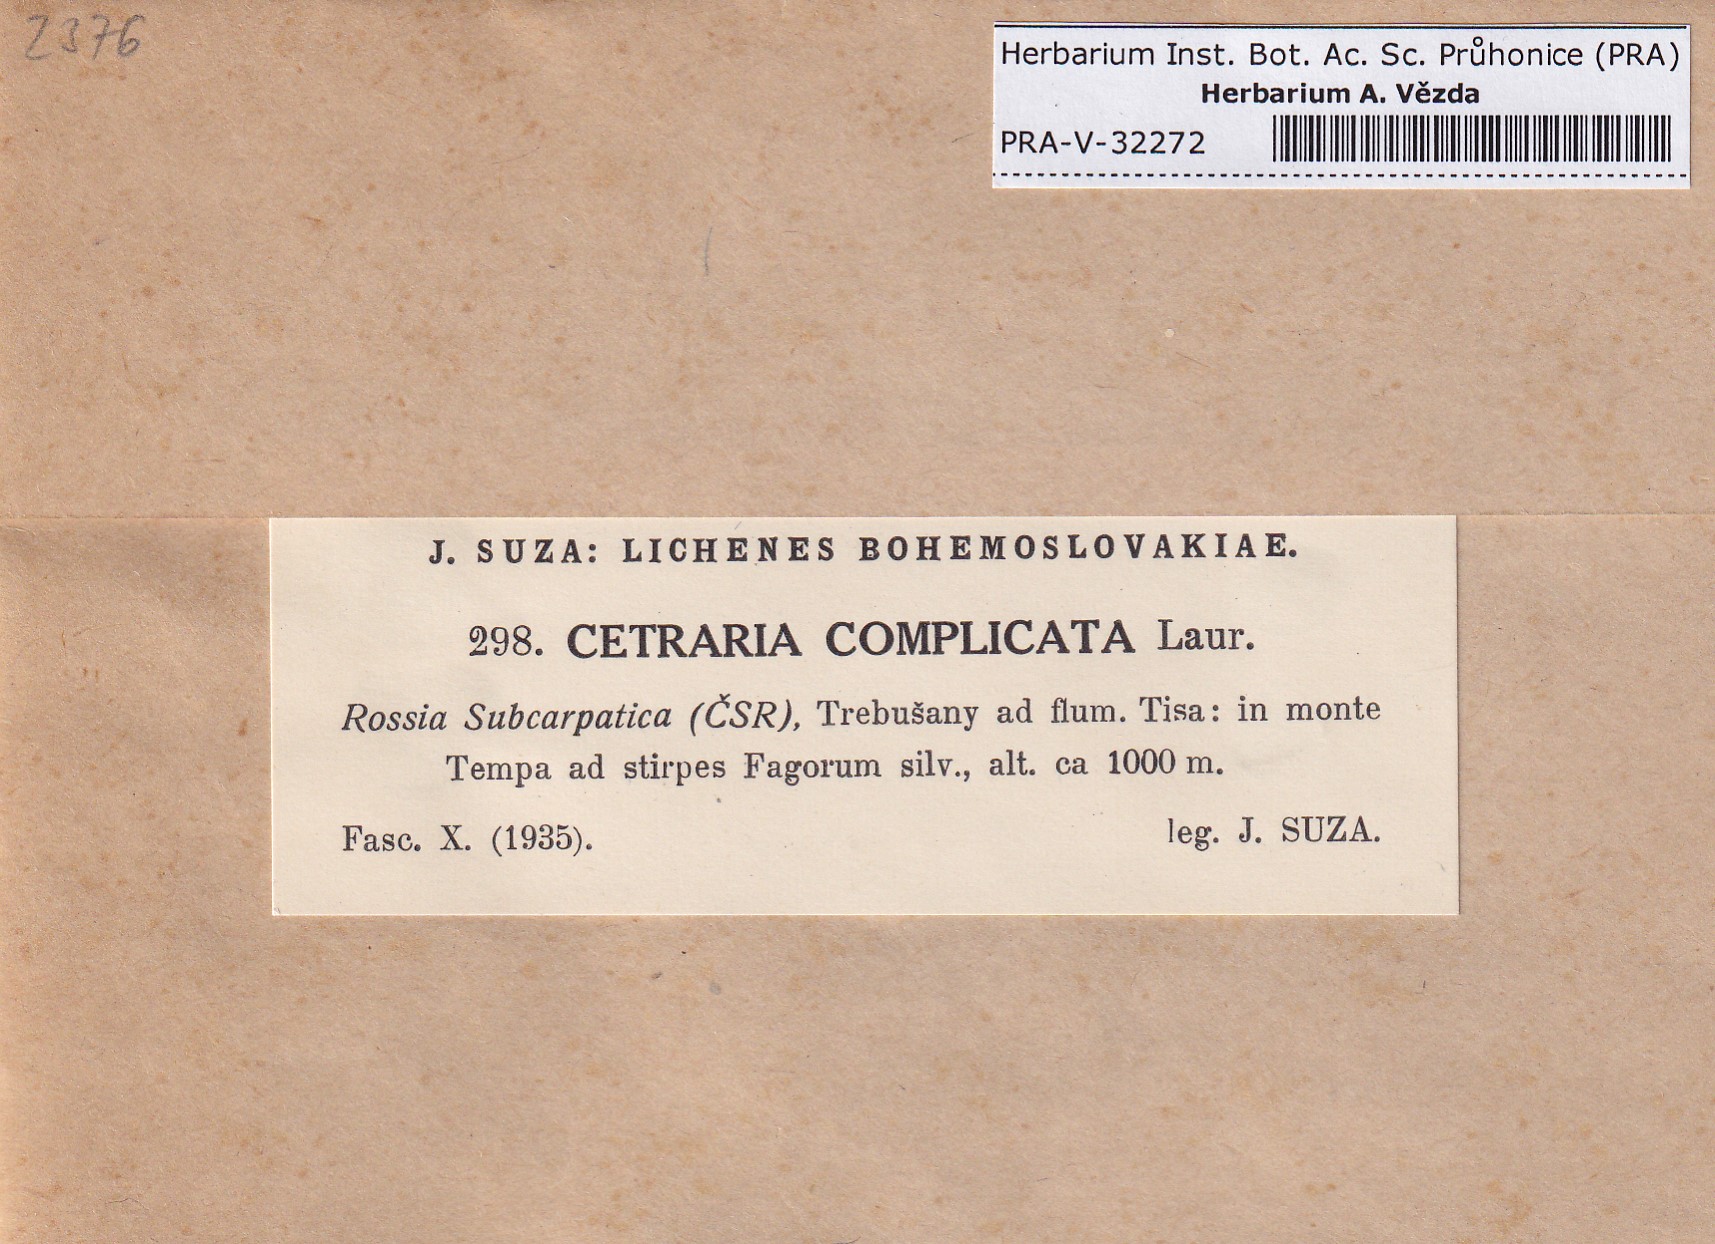 2376
Herbarium Inst. Bot. Ac. Sc. Průhonice (PRA)
Herbarium A. Vězda
PRA-V-32272
J. SUZA: LICHENES BOHEMOSLOVAKIAE.
298. CETRARIA COMPLICATA Laur.
Rossia Subcarpatica (ČSR), Trebušany ad flum. Tisa: in monte
Tempa ad stirpes Fagorum silv., alt. ca 1000 m.
Fasc. X. (1935). leg. J. SUZA.